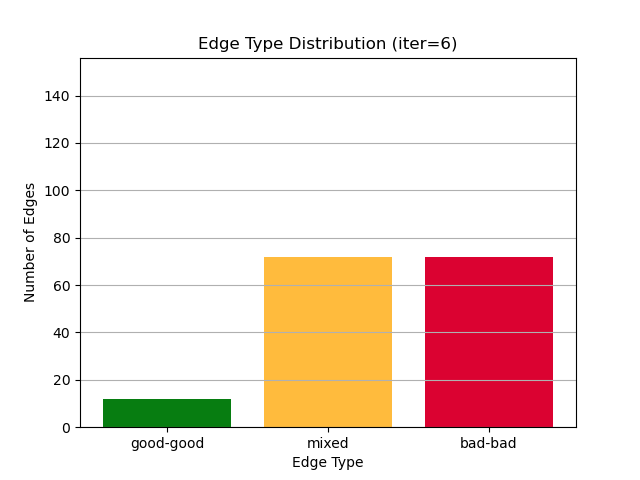 Edge Type Distribution (iter=6)
Number of Edges
140
120
100
80
60
40
20
0
good-good
mixed
bad-bad
Edge Type